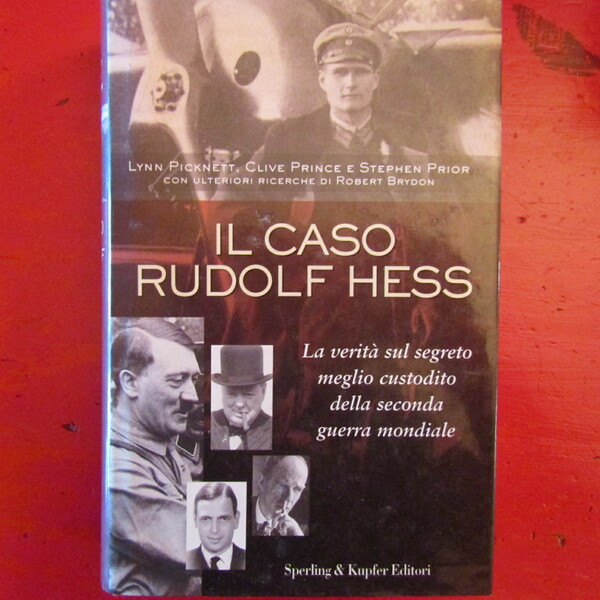 LYNN PICKNETT, CLIVE PRINCE E STEPHEN PRIOR
CON ULTERIORI RICERCHE DI ROBERT BRYDON
IL CASO
RUDOLF HESS
La verità sul segreto
meglio custodito
della seconda
guerra mondiale
Sperling & Kupfer Editori